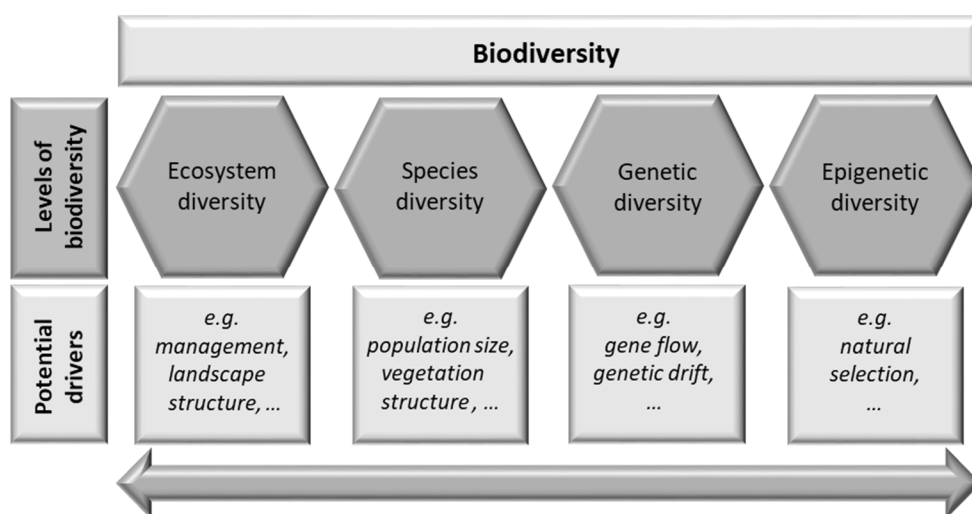 Biodiversity
Levels of
biodiversity
Ecosystem
diversity
Species
diversity
Genetic
diversity
Epigenetic
diversity
Potential
drivers
e.g.
management,
landscape
structure, ...
e.g.
population size,
vegetation
structure , ...
e.g.
gene flow,
genetic drift,
...
e.g.
natural
selection,
...